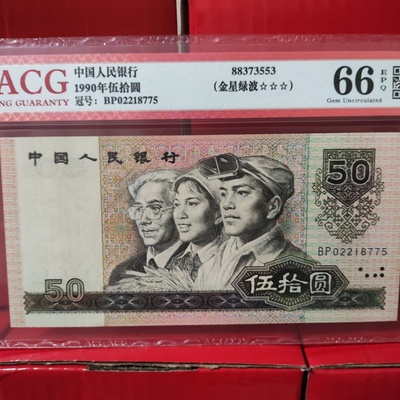 ACG
ING GUARANTY
中国人民银行
1990年伍拾圆
冠号：BP02218775
88373553
（金星绿波☆☆☆）
66 EPQ
Gem Uncirculated
中国人民银行
50
BP02218775
50
伍拾圆